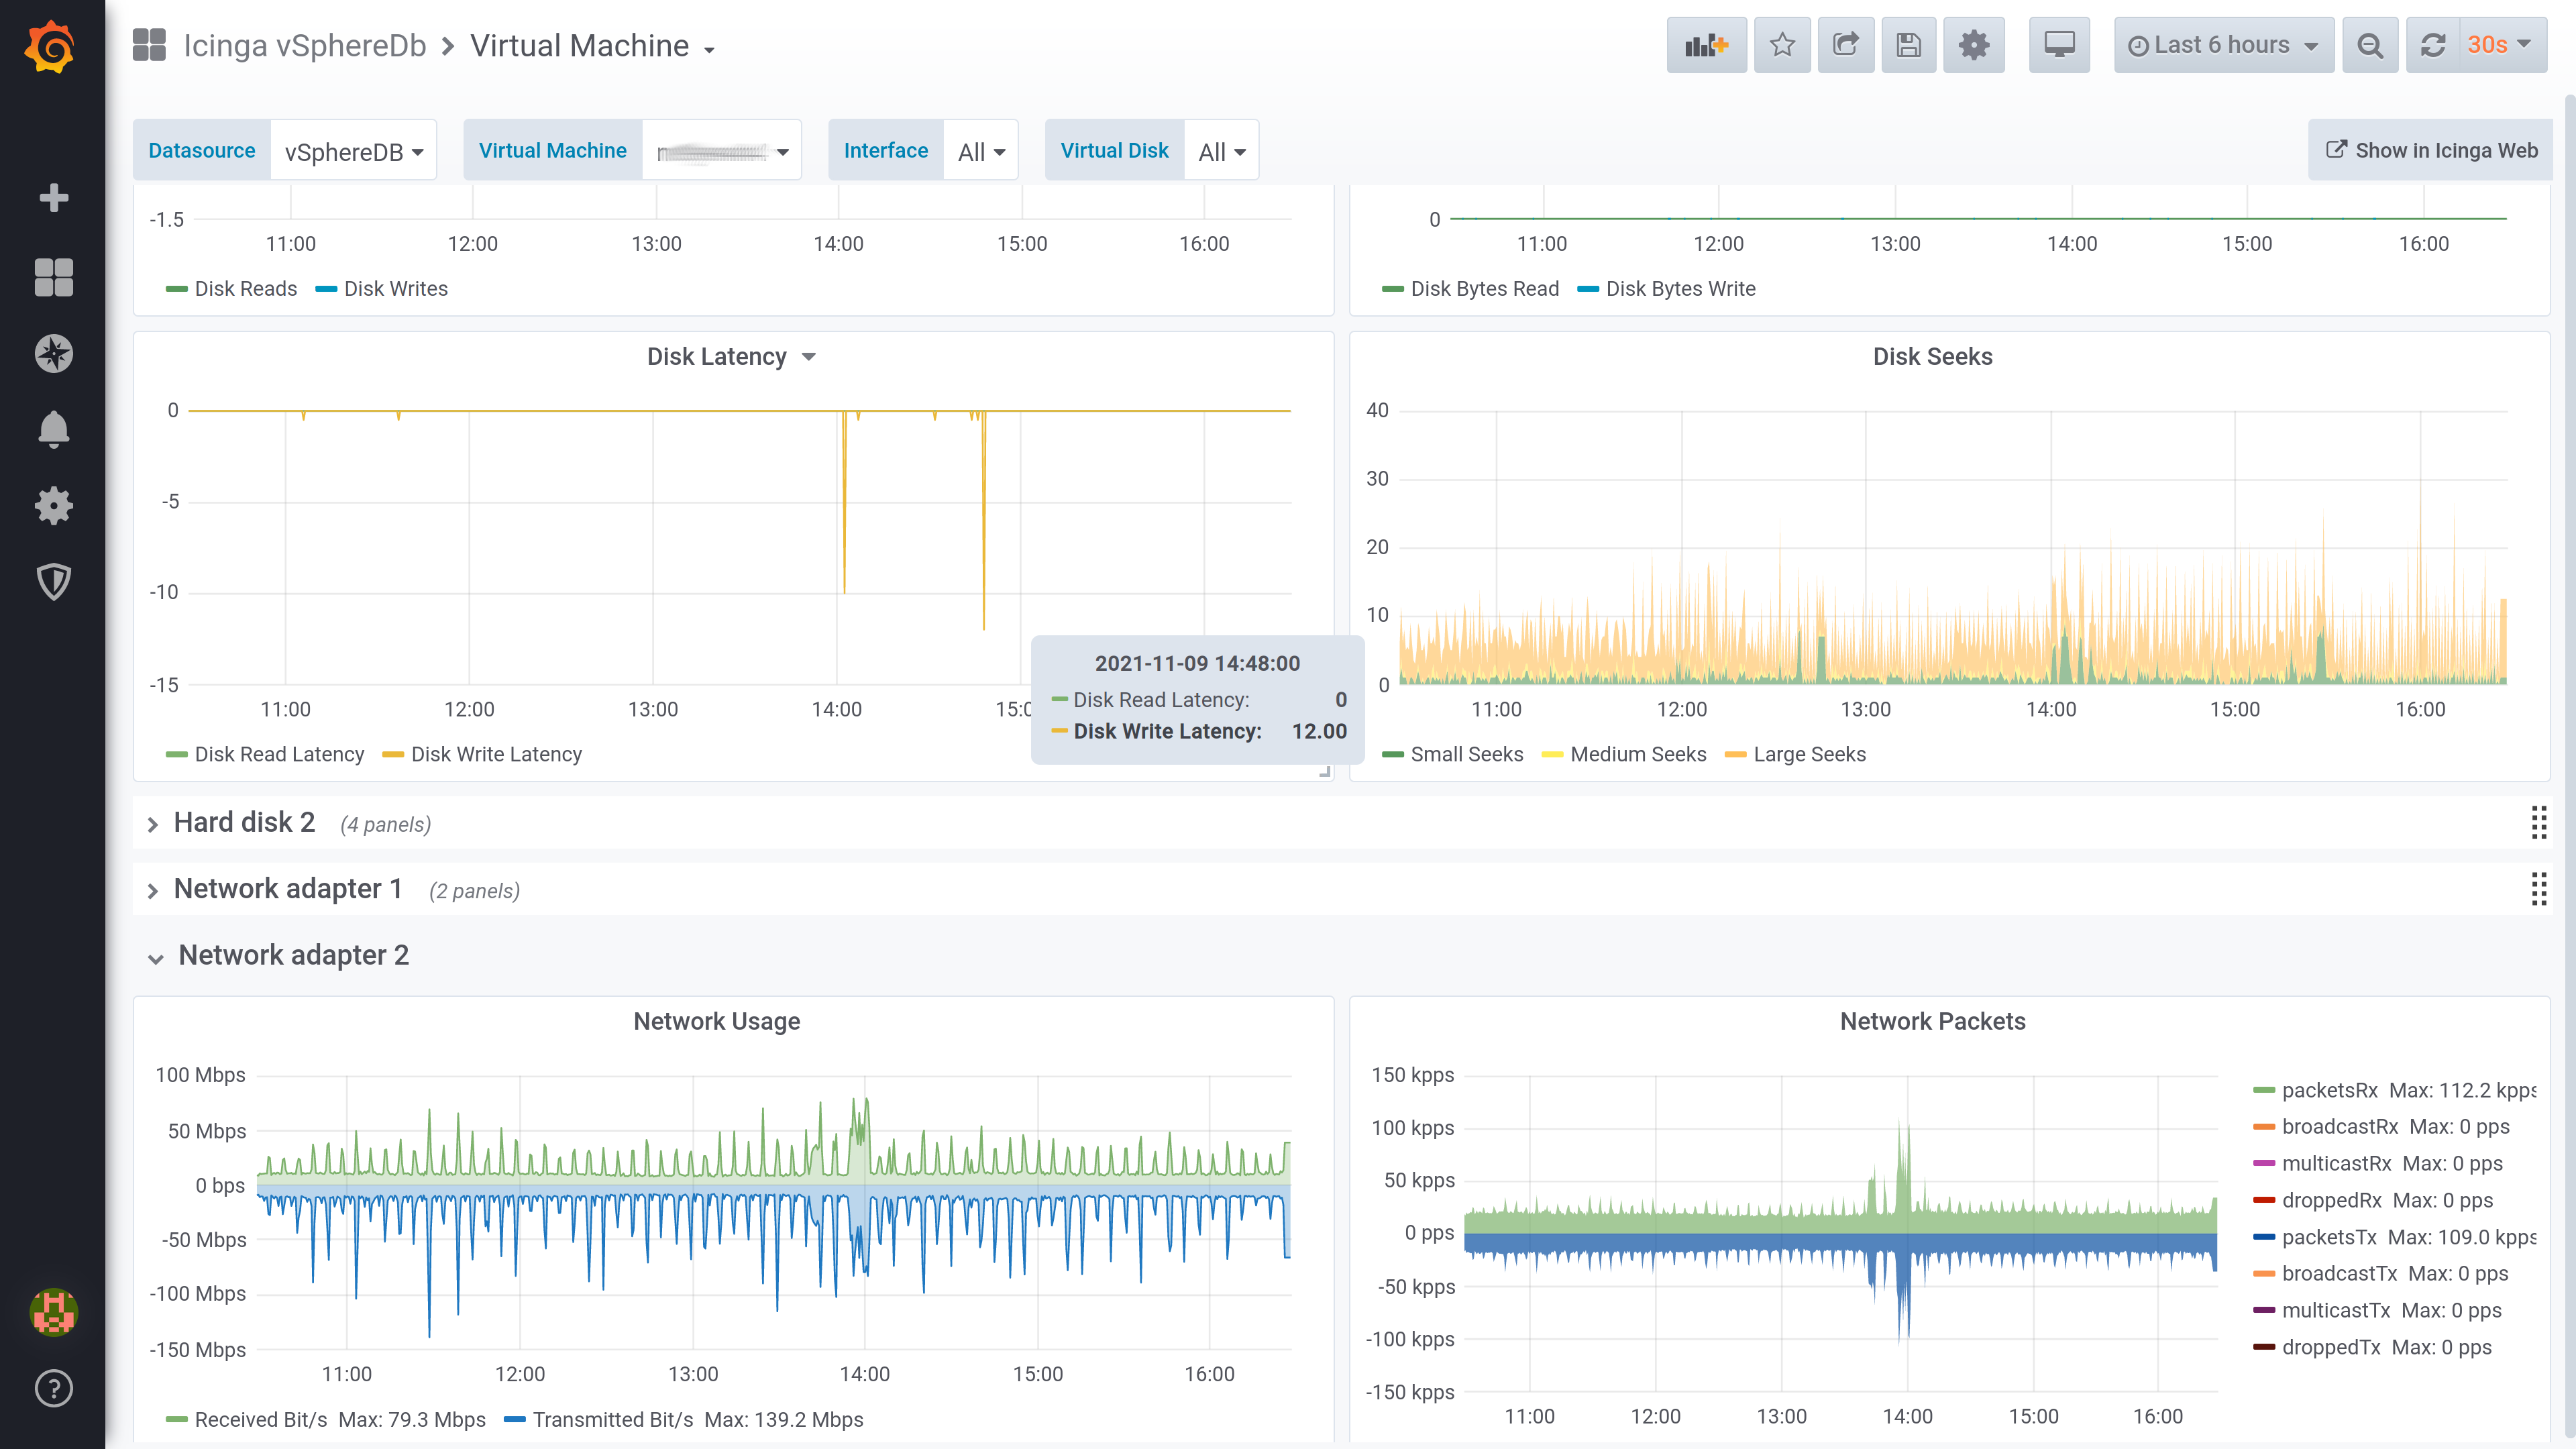 Icinga vSphereDb > Virtual Machine
Last 6 hours
30s
Datasource vSphereDB
Virtual Machine
Interface All
Virtual Disk All
Show in Icinga Web
-1.5
11:00 12:00 13:00 14:00 15:00 16:00
Disk Reads Disk Writes
0
11:00 12:00 13:00 14:00 15:00 16:00
Disk Bytes Read Disk Bytes Write
Disk Latency
0
-5
-10
-15
11:00 12:00 13:00 14:00
Disk Read Latency Disk Write Latency
2021-11-09 14:48:00
Disk Read Latency: 0
Disk Write Latency: 12.00
Disk Seeks
40
30
20
10
0
11:00 12:00 13:00 14:00 15:00 16:00
Small Seeks Medium Seeks Large Seeks
Hard disk 2 (4 panels)
Network adapter 1 (2 panels)
Network adapter 2
Network Usage
100 Mbps
50 Mbps
0 bps
-50 Mbps
-100 Mbps
-150 Mbps
11:00 12:00 13:00 14:00 15:00 16:00
Received Bit/s Max: 79.3 Mbps Transmitted Bit/s Max: 139.2 Mbps
Network Packets
150 kpps
100 kpps
50 kpps
0 pps
-50 kpps
-100 kpps
-150 kpps
11:00 12:00 13:00 14:00 15:00 16:00
packetsRx Max: 112.2 kpps
broadcastRx Max: 0 pps
multicastRx Max: 0 pps
droppedRx Max: 0 pps
packetsTx Max: 109.0 kpps
broadcastTx Max: 0 pps
multicastTx Max: 0 pps
droppedTx Max: 0 pps